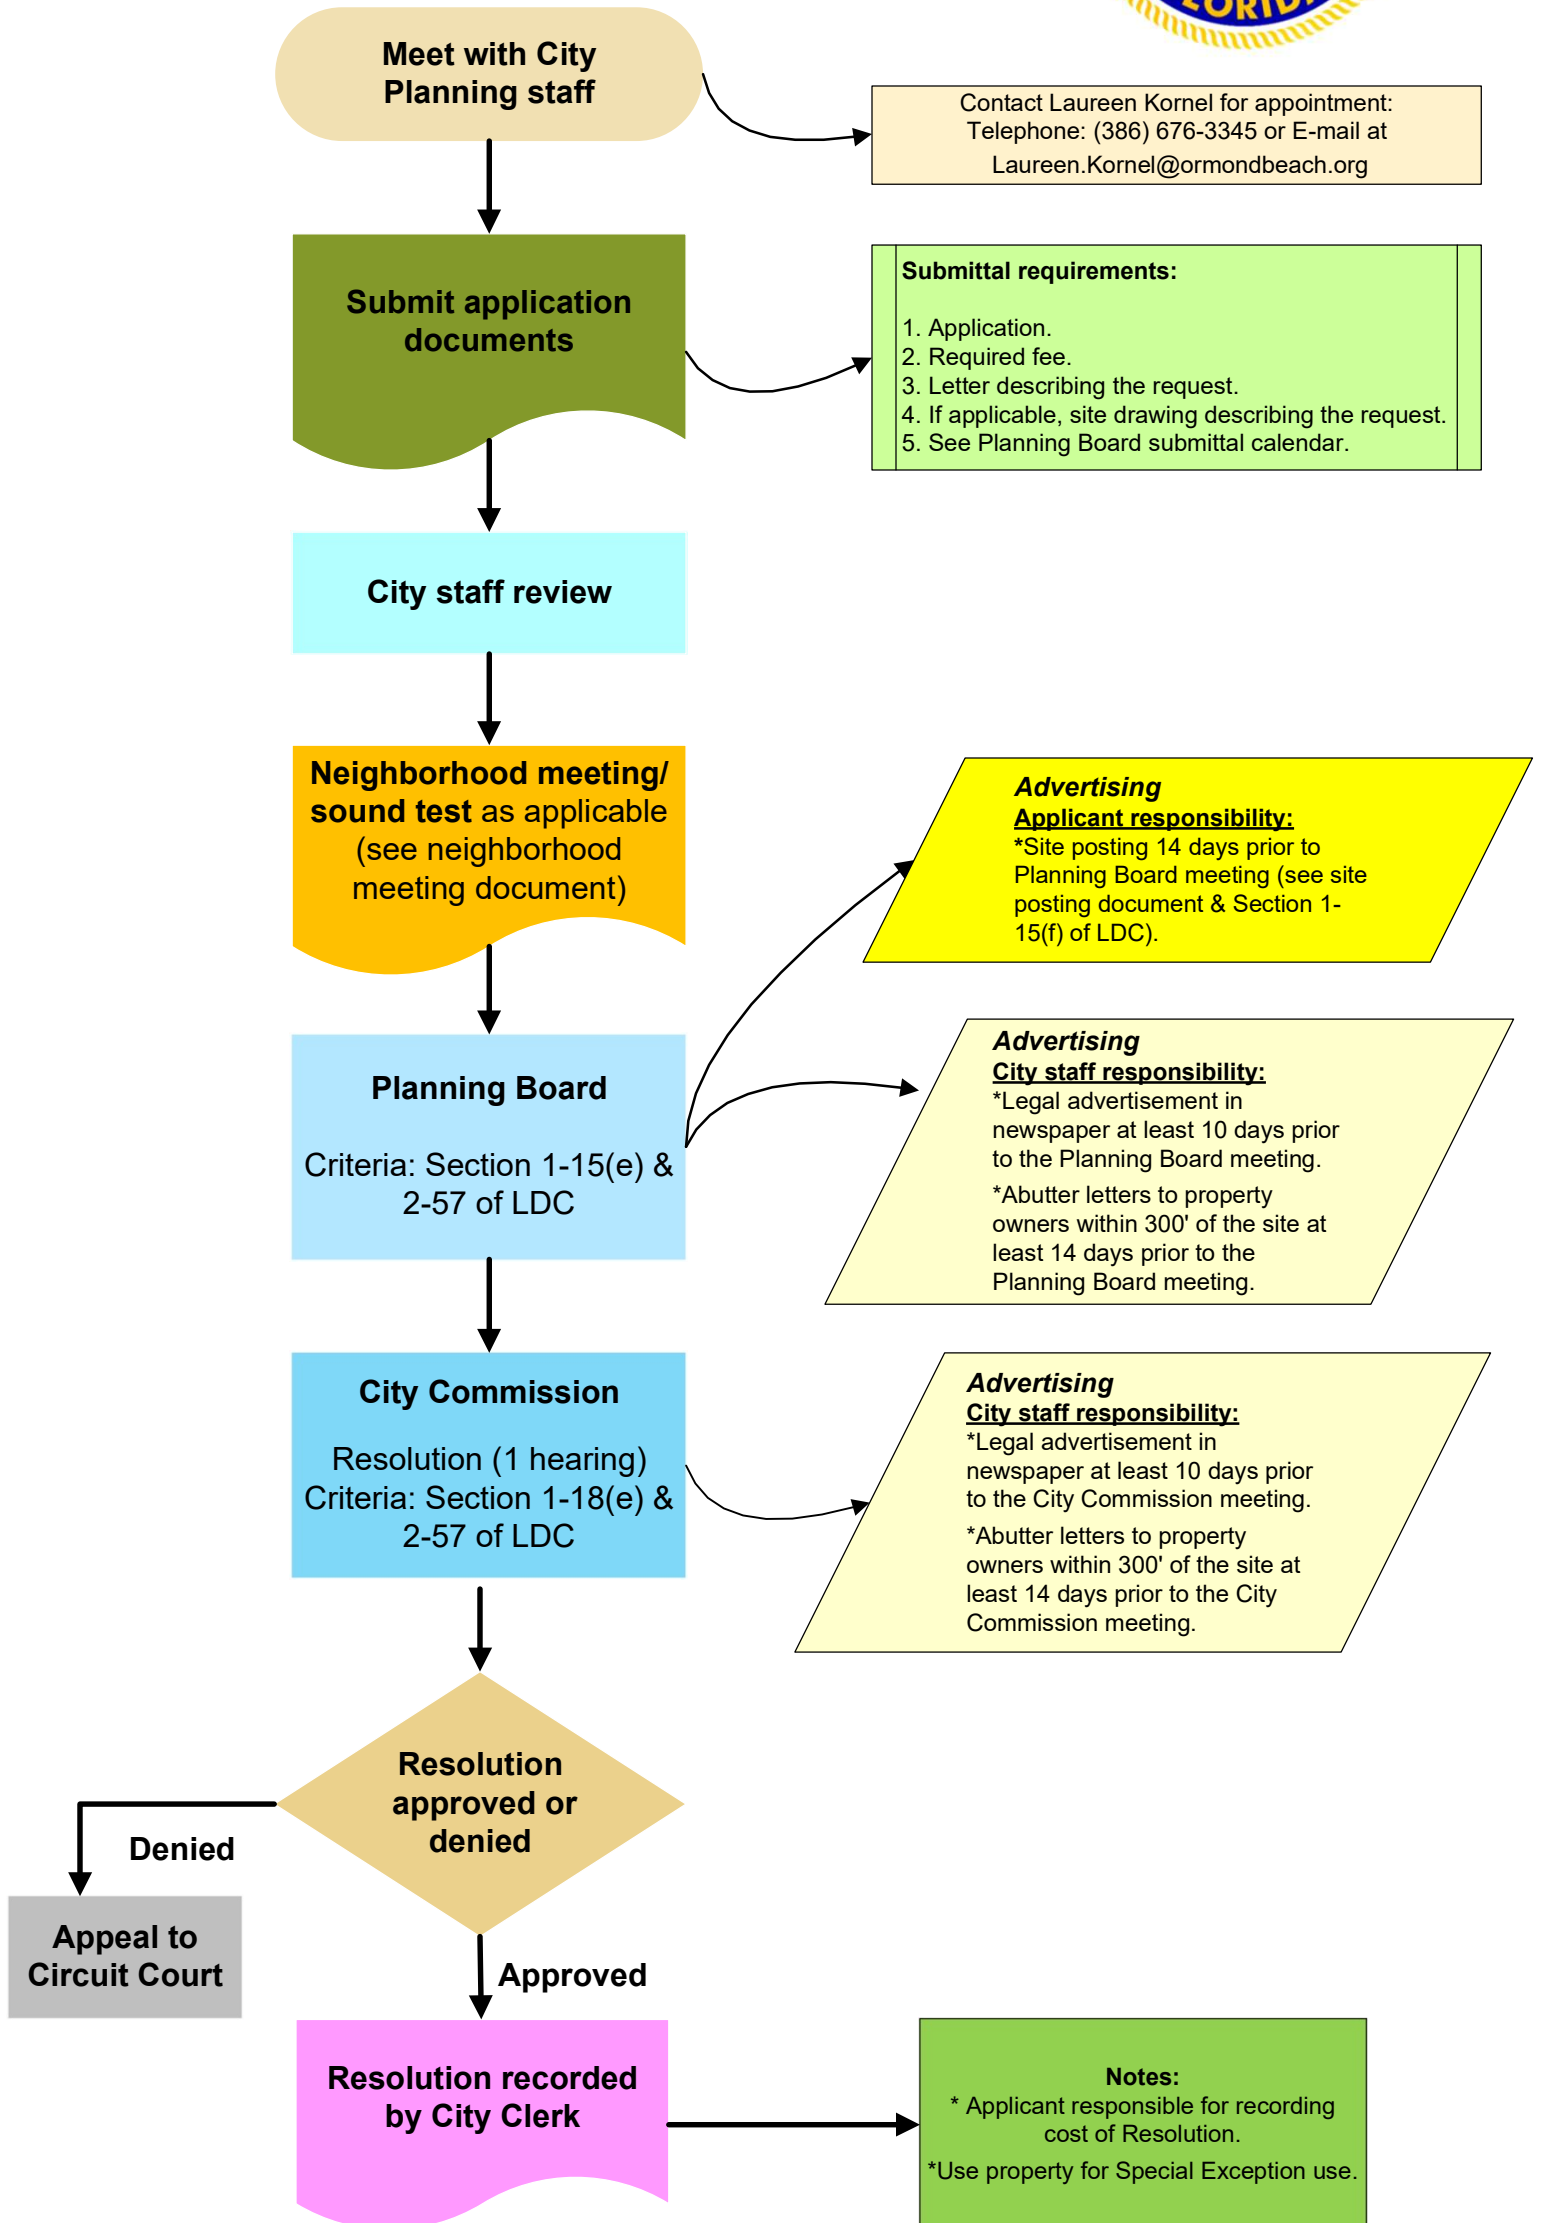 Meet with City
Planning staff
Contact Laureen Kornel for appointment:
Telephone: (386) 676-3345 or E-mail at
Laureen.Kornel@ormondbeach.org
Submit application
documents
Submittal requirements:
1. Application.
2. Required fee.
3. Letter describing the request.
4. If applicable, site drawing describing the request.
5. See Planning Board submittal calendar.
City staff review
Neighborhood meeting/
sound test as applicable
(see neighborhood
meeting document)
Advertising
Applicant responsibility:
*Site posting 14 days prior to
Planning Board meeting (see site
posting document & Section 1-
15(f) of LDC).
Planning Board
Criteria: Section 1-15(e) &
2-57 of LDC
Advertising
City staff responsibility:
*Legal advertisement in
newspaper at least 10 days prior
to the Planning Board meeting.
*Abutter letters to property
owners within 300' of the site at
least 14 days prior to the
Planning Board meeting.
City Commission
Resolution (1 hearing)
Criteria: Section 1-18(e) &
2-57 of LDC
Advertising
City staff responsibility:
*Legal advertisement in
newspaper at least 10 days prior
to the City Commission meeting.
*Abutter letters to property
owners within 300' of the site at
least 14 days prior to the City
Commission meeting.
Resolution
approved or
denied
Denied
Appeal to
Circuit Court
Approved
Resolution recorded
by City Clerk
Notes:
* Applicant responsible for recording
cost of Resolution.
*Use property for Special Exception use.